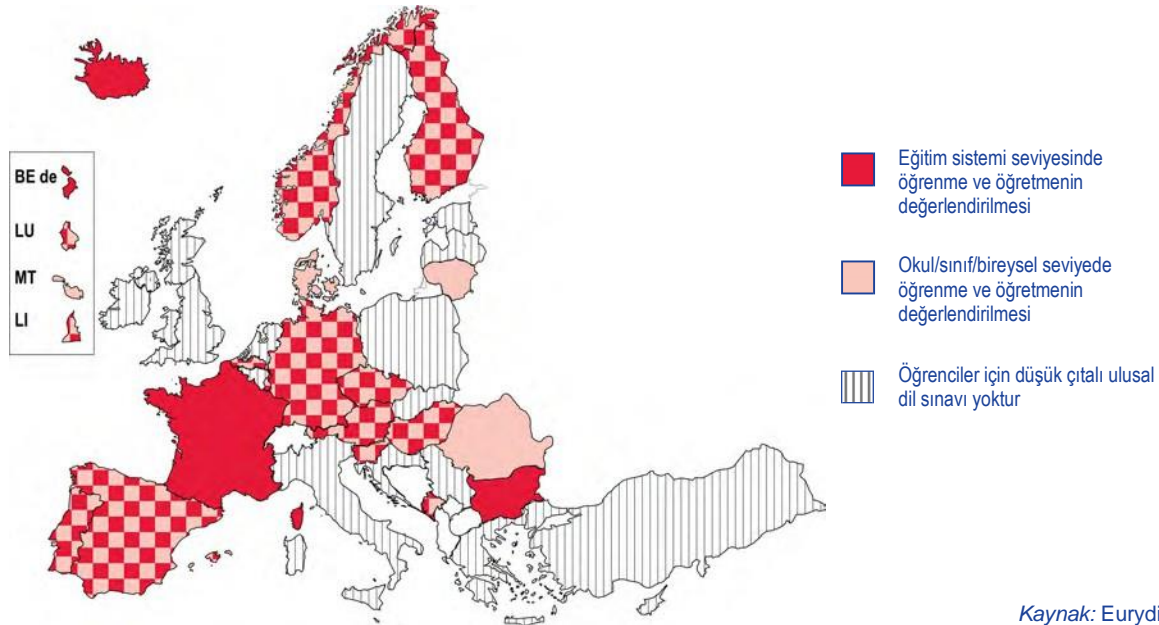 BE de
LU
MT
LI
Eğitim sistemi seviyesinde
öğrenme ve öğretmenin
değerlendirilmesi
Okul/sınıf/bireysel seviyede
öğrenme ve öğretmenin
değerlendirilmesi
Öğrenciler için düşük çıtalı ulusal
dil sınavı yoktur
Kaynak: Eurydi